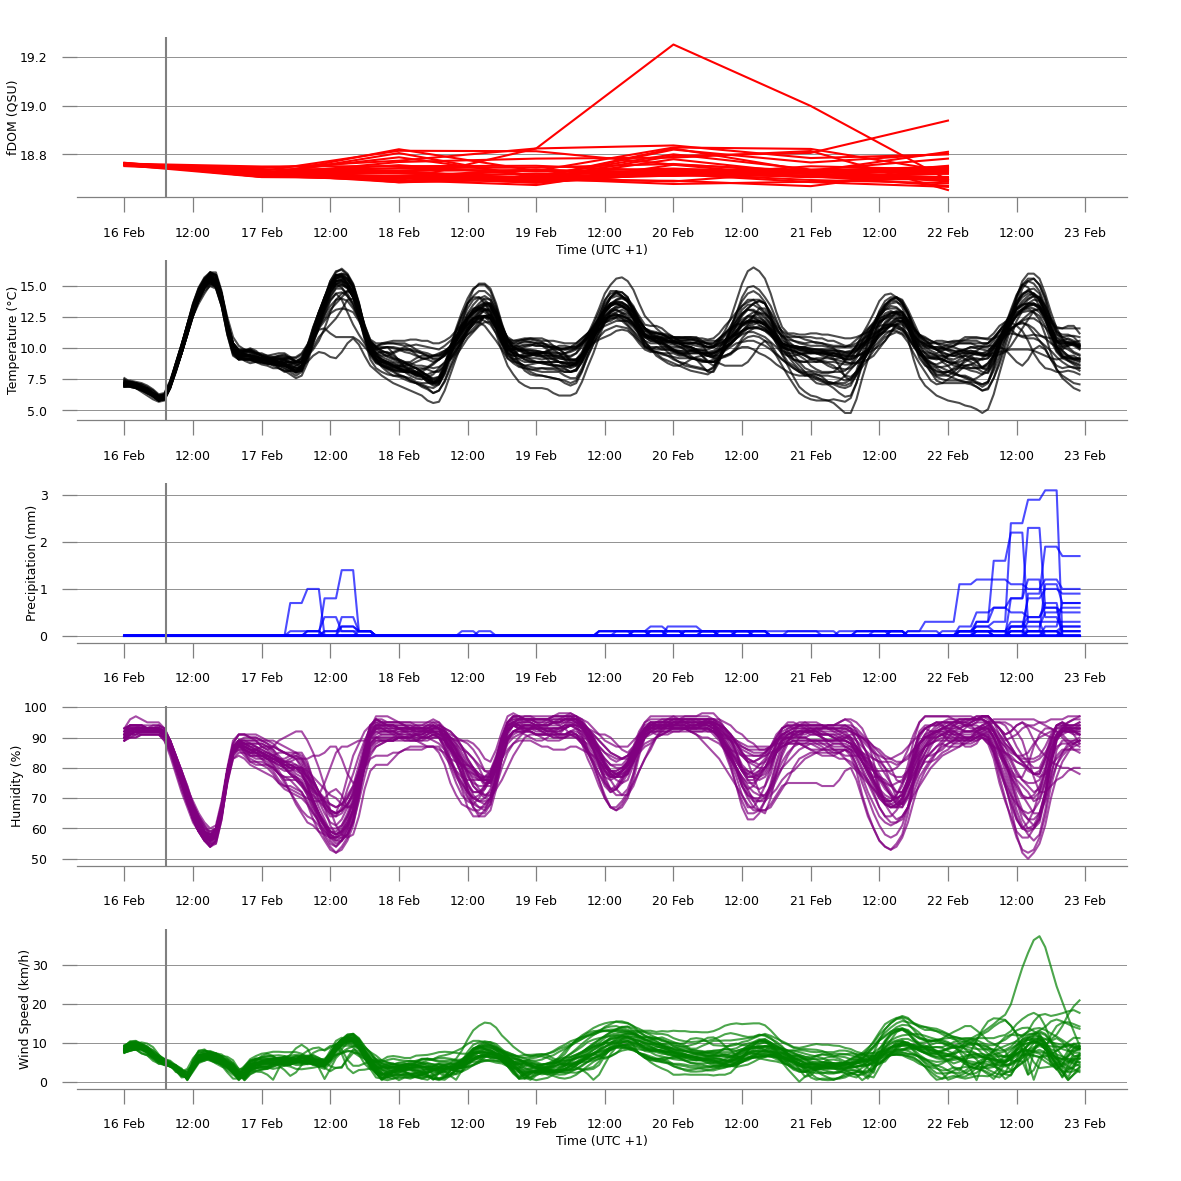 fDOM (QSU)
19.2
19.0
18.8
16 Feb 12:00 17 Feb 12:00 18 Feb 12:00 19 Feb 12:00 20 Feb 12:00 21 Feb 12:00 22 Feb 12:00 23 Feb
Time (UTC +1)
Temperature (°C)
15.0
12.5
10.0
7.5
5.0
16 Feb 12:00 17 Feb 12:00 18 Feb 12:00 19 Feb 12:00 20 Feb 12:00 21 Feb 12:00 22 Feb 12:00 23 Feb
Precipitation (mm)
3
2
1
0
16 Feb 12:00 17 Feb 12:00 18 Feb 12:00 19 Feb 12:00 20 Feb 12:00 21 Feb 12:00 22 Feb 12:00 23 Feb
Humidity (%)
100
90
80
70
60
50
16 Feb 12:00 17 Feb 12:00 18 Feb 12:00 19 Feb 12:00 20 Feb 12:00 21 Feb 12:00 22 Feb 12:00 23 Feb
Wind Speed (km/h)
30
20
10
0
16 Feb 12:00 17 Feb 12:00 18 Feb 12:00 19 Feb 12:00 20 Feb 12:00 21 Feb 12:00 22 Feb 12:00 23 Feb
Time (UTC +1)